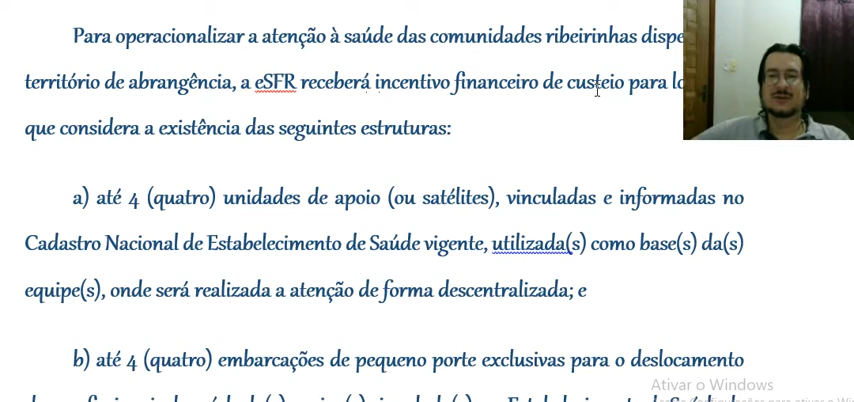 Para operacionalizar a atenção à saúde das comunidades ribeirinhas
território de abrangência, a eSFR receberá incentivo financeiro de custeio para
que considera a existência das seguintes estruturas:
a) até 4 (quatro) unidades de apoio (ou satélites), vinculadas e informadas no
Cadastro Nacional de Estabelecimento de Saúde vigente, utilizada(s) como base(s) da(s)
equipe(s), onde será realizada a atenção de forma descentralizada; e
b) até 4 (quatro) embarcações de pequeno porte exclusivas para o deslocamento
Ativar o Windows